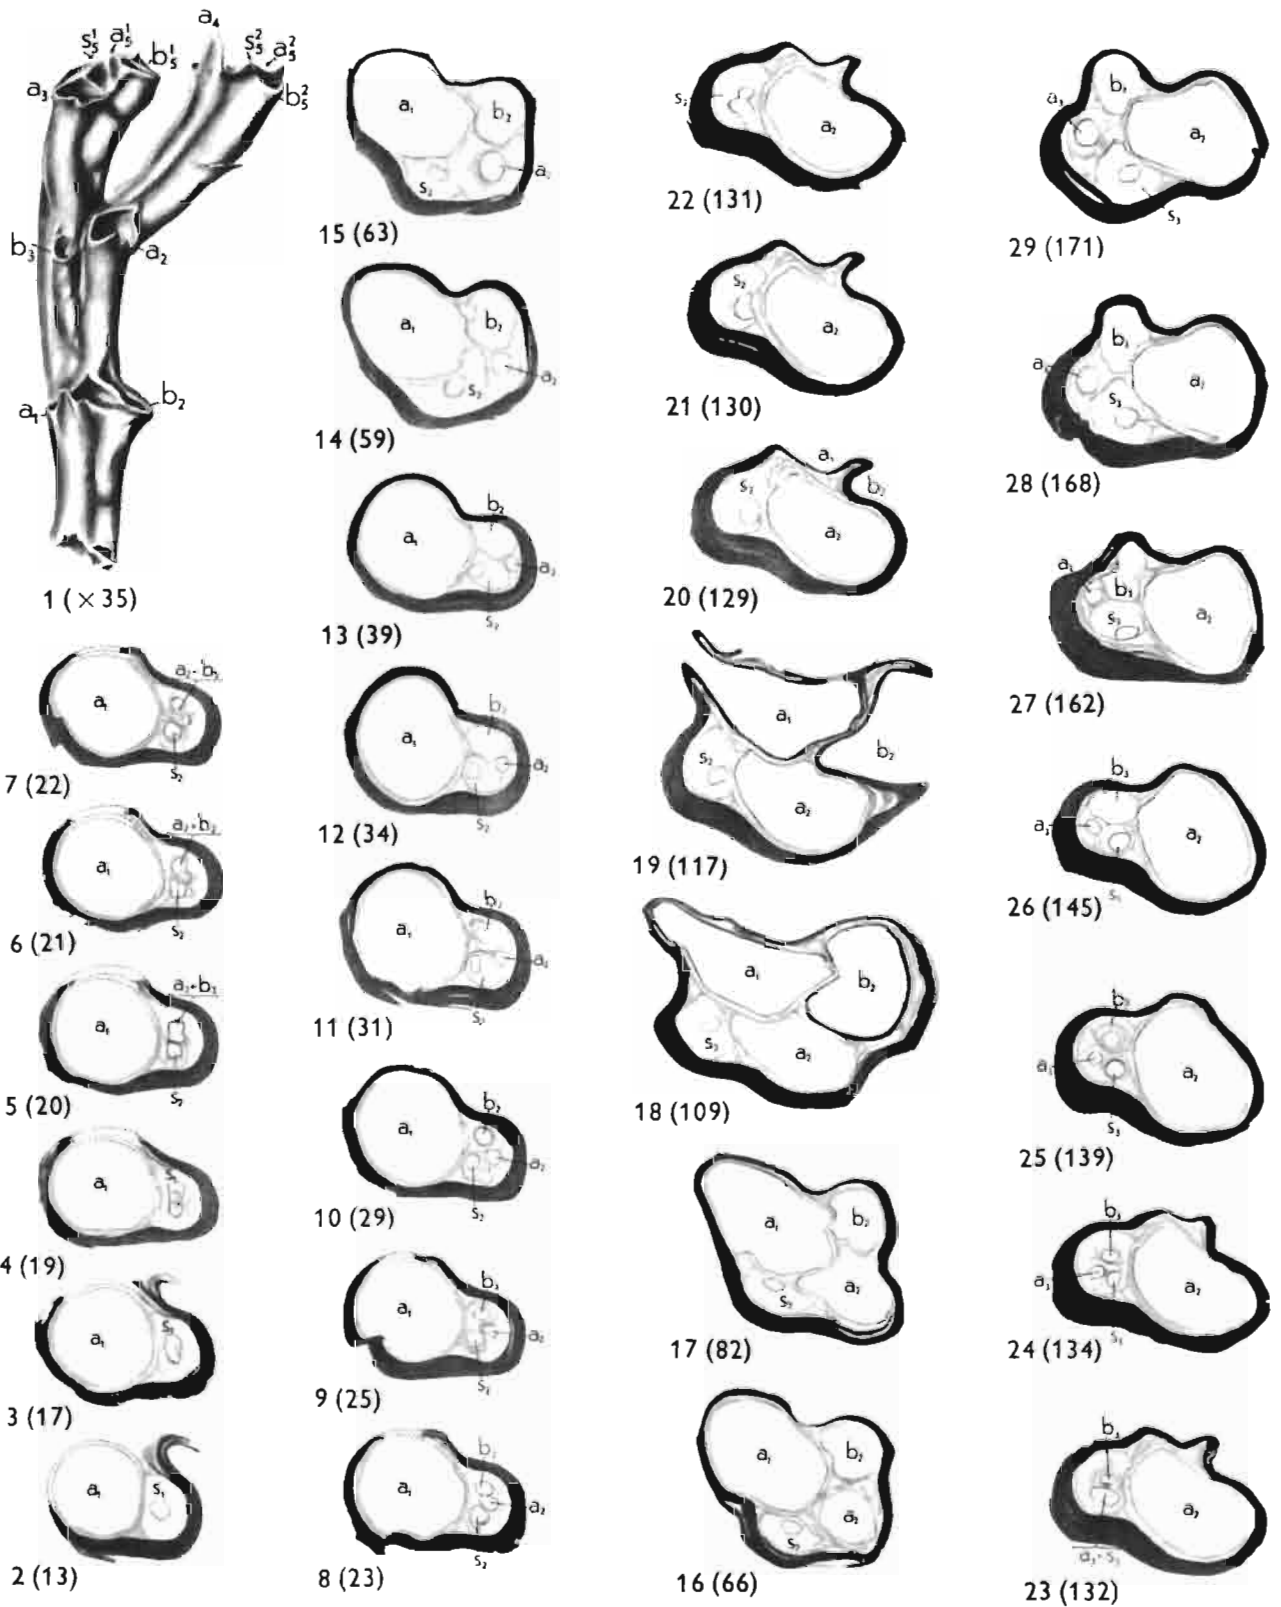 s₅¹ a₅¹ b₅¹ a₄ s₅² a₅² b₅²
a₃
b₃
a₂
a₁
b₂
1 (×35)
a₁
a₂+b₂
s₂
7 (22)
a₁
a₂+b₂
s₂
6 (21)
a₁
a₂+b₂
s₂
5 (20)
a₁
4 (19)
a₁
s₁
3 (17)
a₁
s₁
2 (13)
a₁
b₂
a₂
s₂
15 (63)
a₁
b₂
a₂
s₂
14 (59)
a₁
b₂
a₂
s₂
13 (39)
a₁
b₂
a₂
s₂
12 (34)
a₁
b₂
a₂
s₂
11 (31)
a₁
b₂
a₂
s₂
10 (29)
a₁
a₂
s₂
9 (25)
a₁
b₂
a₂
s₂
8 (23)
s₂
a₂
22 (131)
s₂
a₂
21 (130)
a₁
s₂
b₂
a₂
20 (129)
a₁
s₂
b₂
a₂
19 (117)
a₁
b₂
s₂
a₂
18 (109)
a₁
b₂
s₂
a₂
17 (82)
a₁
b₂
s₂
a₂
16 (66)
b₃
a₃
a₂
s₃
29 (171)
b₃
a₃
a₂
s₃
28 (168)
a₃
b₃
s₃
a₂
27 (162)
b₃
a₃
a₂
s₃
26 (145)
b₃
a₃
a₂
s₃
25 (139)
b₃
a₃
a₂
s₃
24 (134)
b₃
a₂
a₃+s₃
23 (132)